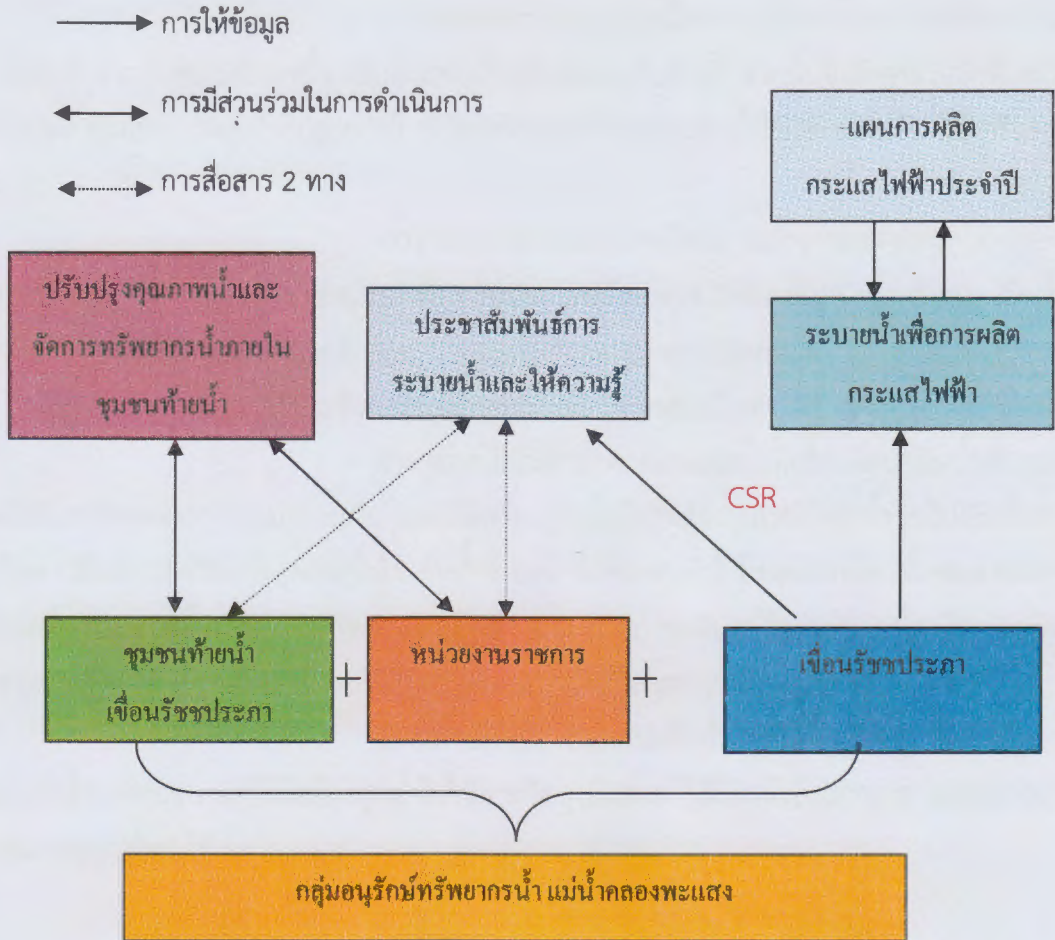 การให้ข้อมูล
การมีส่วนร่วมในการดำเนินการ
การสื่อสาร 2 ทาง
แผนการผลิต
กระแสไฟฟ้าประจำปี
ปรับปรุงคุณภาพน้ำและ
จัดการทรัพยากรน้ำภายใน
ชุมชนท้ายน้ำ
ประชาสัมพันธ์การ
ระบายน้ำและให้ความรู้
ระบายน้ำเพื่อการผลิต
กระแสไฟฟ้า
CSR
ชุมชนท้ายน้ำ
เขื่อนรัชชประภา
+
หน่วยงานราชการ
+
เขื่อนรัชชประภา
กลุ่มอนุรักษ์ทรัพยากรน้ำ แม่น้ำคลองพะแสง